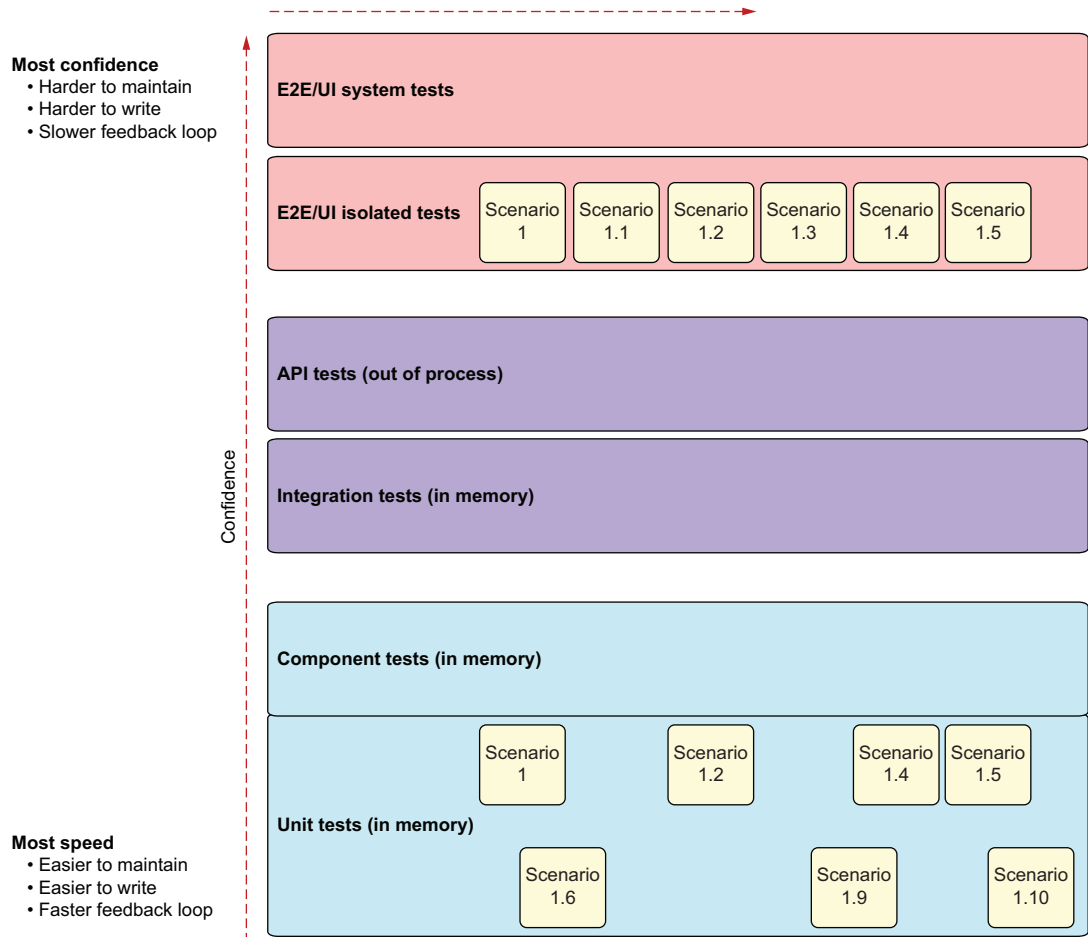 Most confidence
• Harder to maintain
• Harder to write
• Slower feedback loop
E2E/UI system tests
E2E/UI isolated tests
Scenario
1
Scenario
1.1
Scenario
1.2
Scenario
1.3
Scenario
1.4
Scenario
1.5
API tests (out of process)
Confidence
Integration tests (in memory)
Component tests (in memory)
Scenario
1
Scenario
1.2
Scenario
1.4
Scenario
1.5
Unit tests (in memory)
Most speed
• Easier to maintain
• Easier to write
• Faster feedback loop
Scenario
1.6
Scenario
1.9
Scenario
1.10